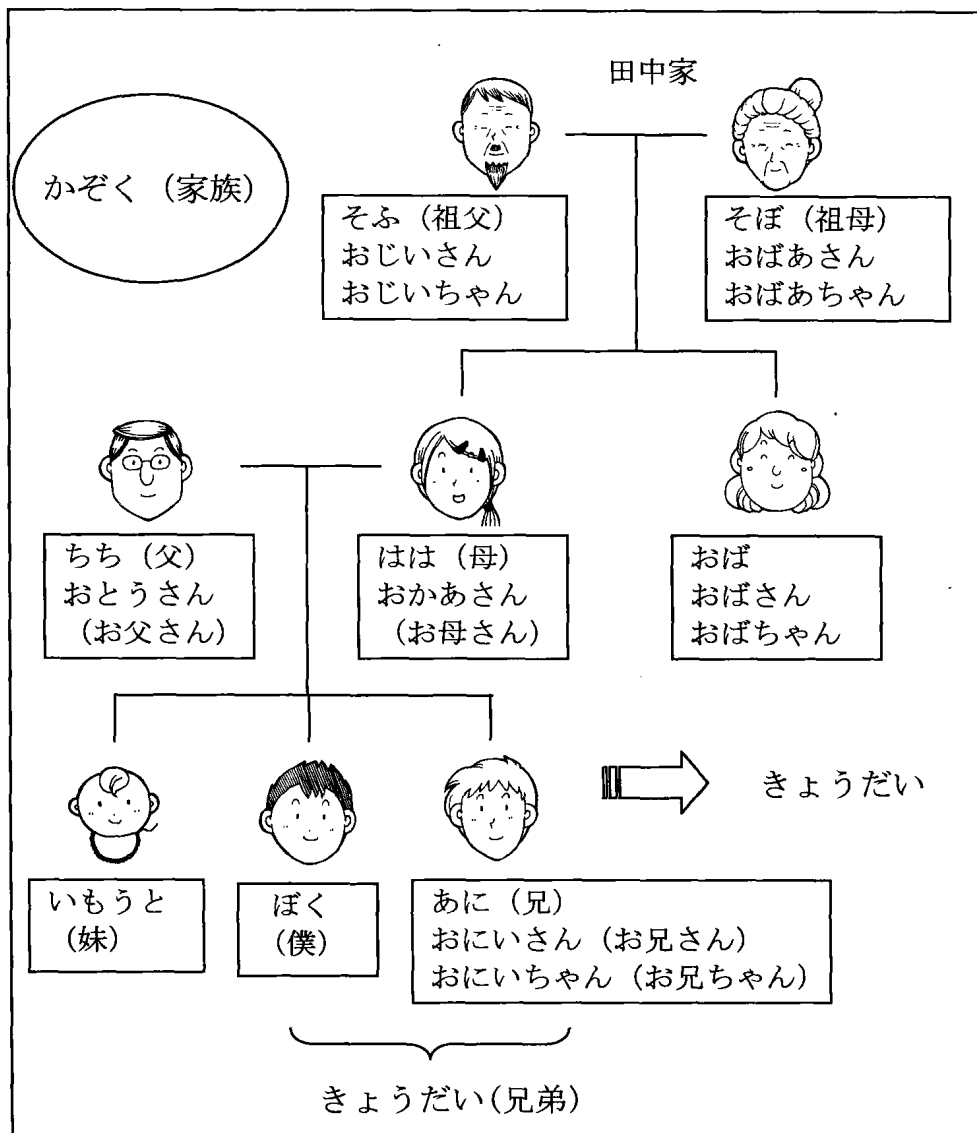 田中家
かぞく（家族）
そふ（祖父）
おじいさん
おじいちゃん
そぼ（祖母）
おばあさん
おばあちゃん
ちち（父）
おとうさん
（お父さん）
はは（母）
おかあさん
（お母さん）
おば
おばさん
おばちゃん
きょうだい
いもうと
（妹）
ぼく
（僕）
あに（兄）
おにいさん（お兄さん）
おにいちゃん（お兄ちゃん）
きょうだい(兄弟）